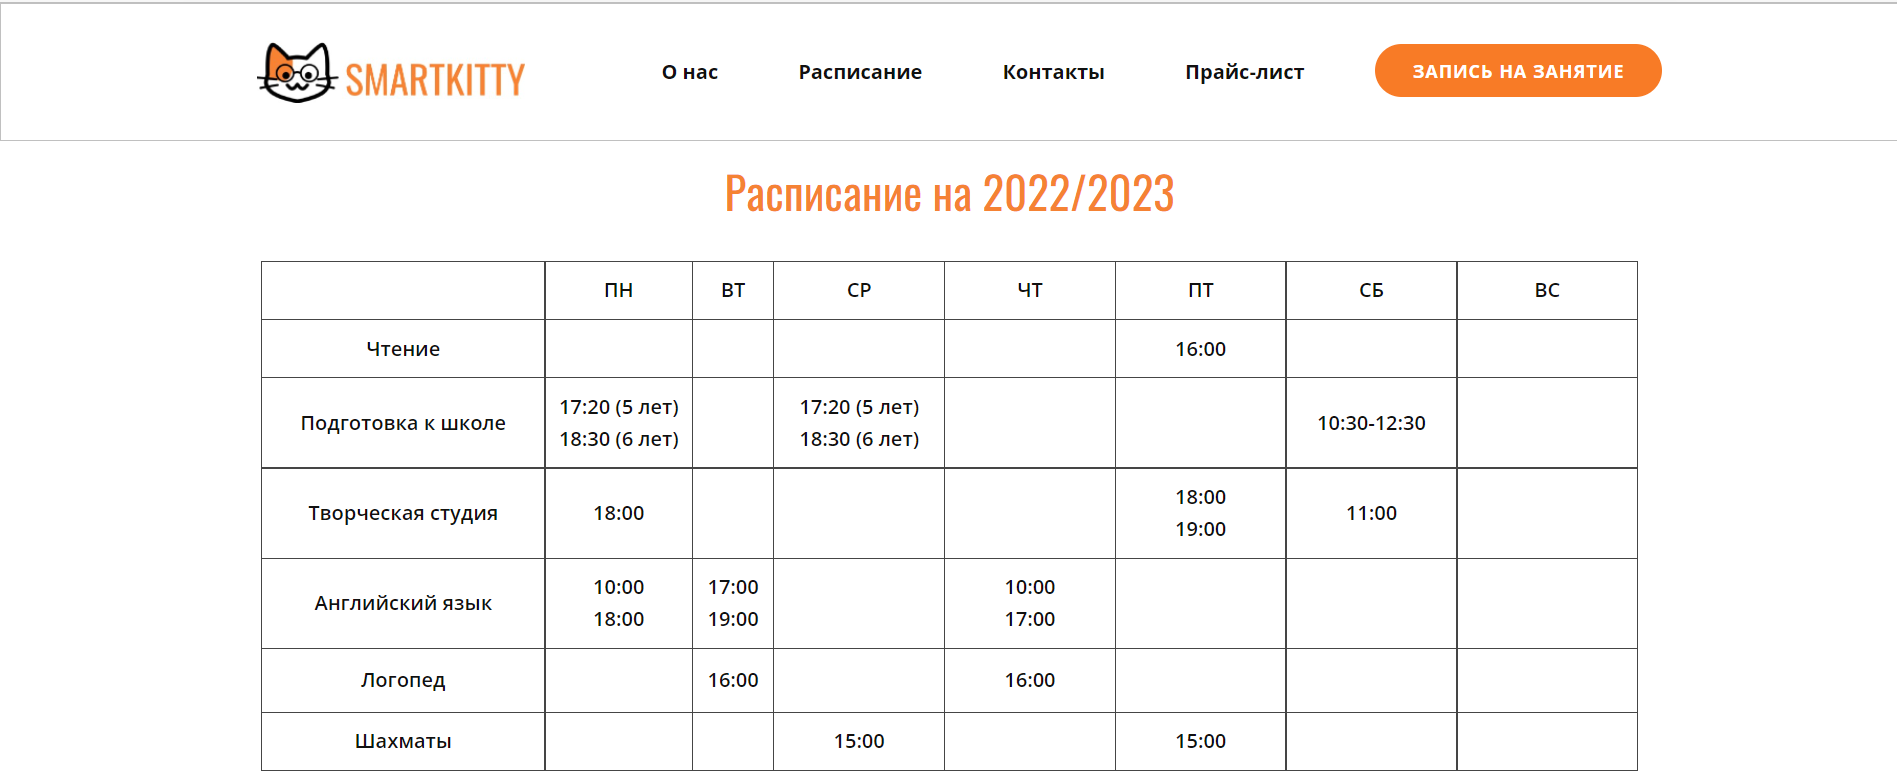 SMARTKITTY
О нас
Расписание
Контакты
Прайс-лист
ЗАПИСЬ НА ЗАНЯТИЕ
Расписание на 2022/2023
ПН ВТ СР ЧТ ПТ СБ ВС
Чтение 16:00
Подготовка к школе
17:20 (5 лет)
18:30 (6 лет)
17:20 (5 лет)
18:30 (6 лет)
10:30-12:30
Творческая студия
18:00
18:00
19:00
11:00
Английский язык
10:00
18:00
17:00
19:00
10:00
17:00
Логопед 16:00 16:00
Шахматы 15:00 15:00